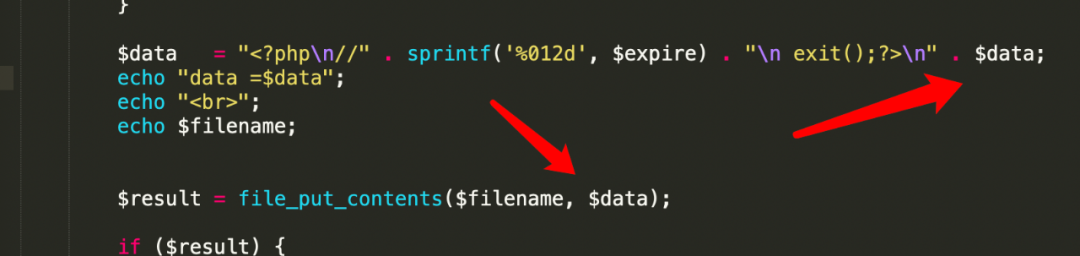 }
$data   = "<?php\n//" . sprintf('%012d', $expire) . "\n exit();?>\n" . $data;
echo "data =$data";
echo "<br>";
echo $filename;
$result = file_put_contents($filename, $data);
if ($result) {